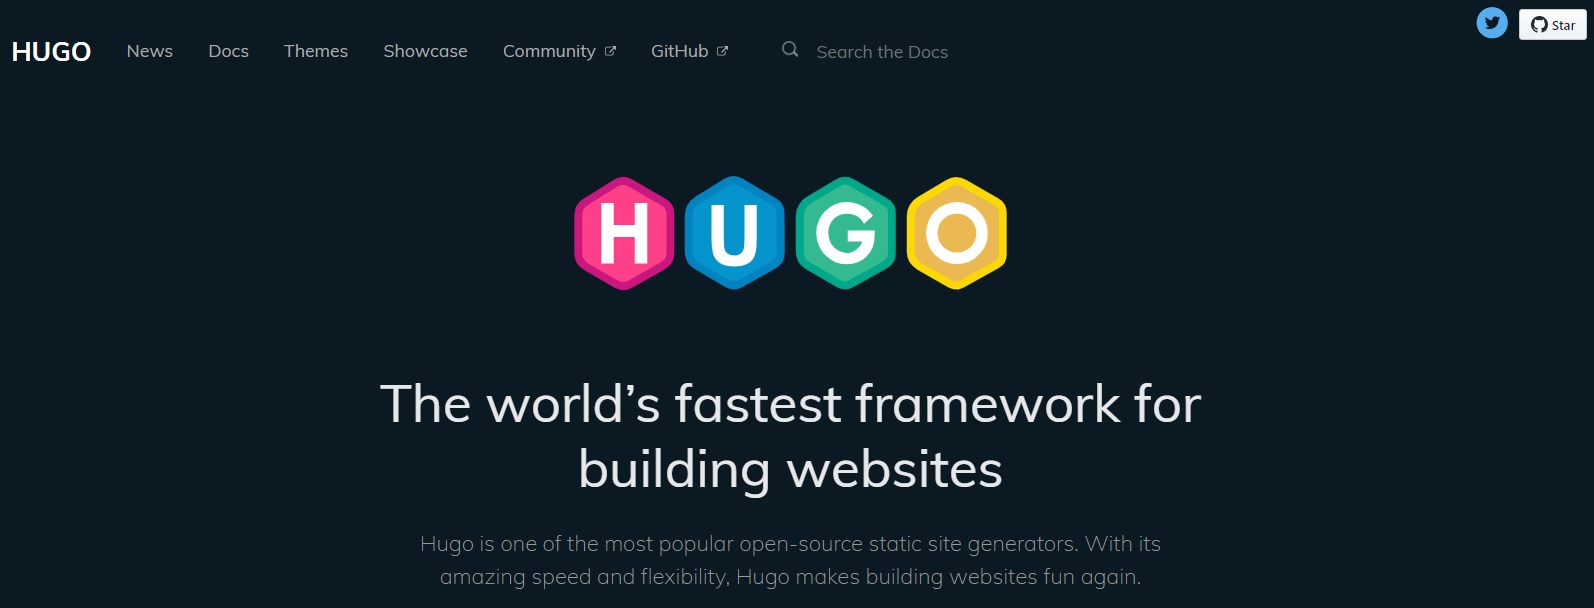 HUGO News Docs Themes Showcase Community GitHub Search the Docs Star
HUGO
The world’s fastest framework for
building websites
Hugo is one of the most popular open-source static site generators. With its
amazing speed and flexibility, Hugo makes building websites fun again.